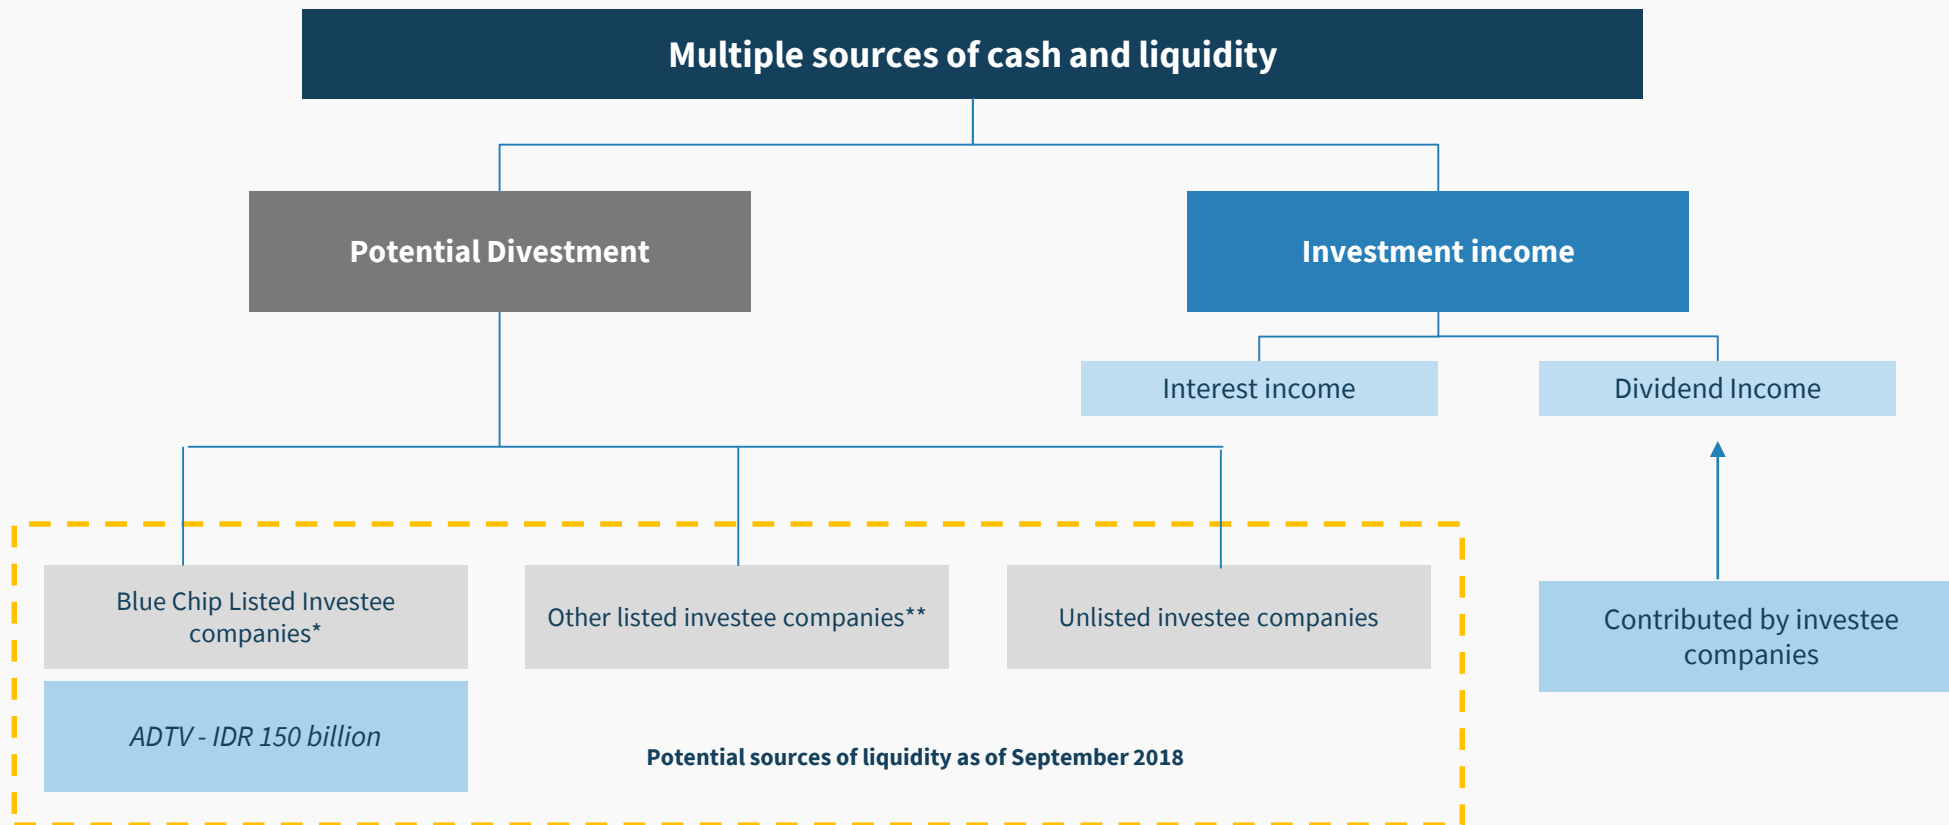 Multiple sources of cash and liquidity
Potential Divestment
Investment income
Interest income
Dividend Income
Blue Chip Listed Investee
companies*
Other listed investee companies**
Unlisted investee companies
Contributed by investee
companies
ADTV - IDR 150 billion
Potential sources of liquidity as of September 2018